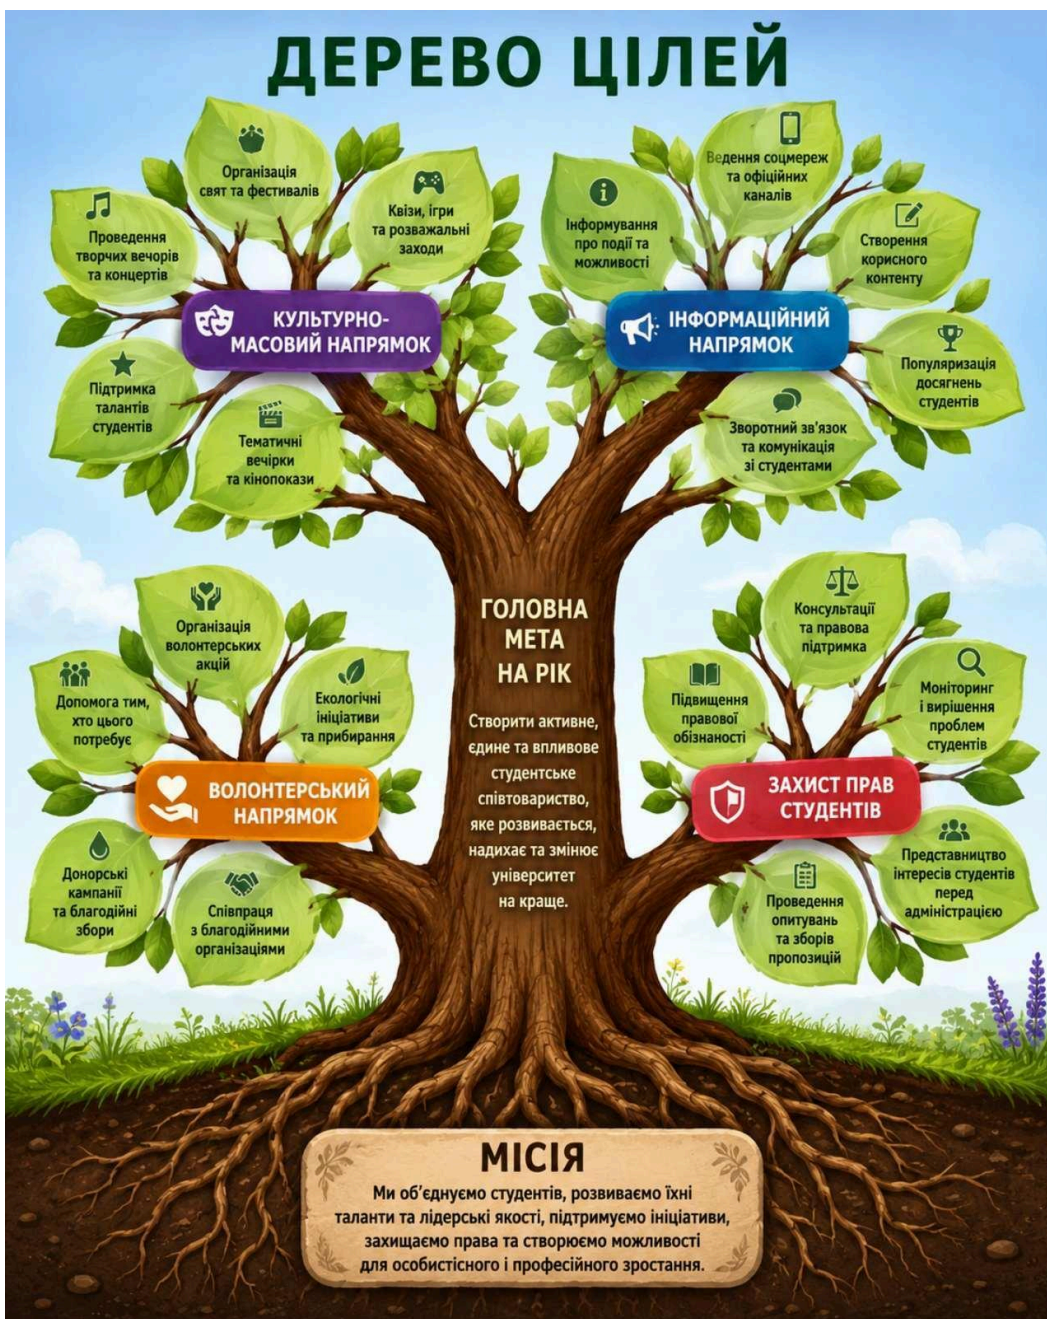 ДЕРЕВО ЦІЛЕЙ
Організація
свят та фестивалів
Квізи, ігри
та розважальні
заходи
Проведення
творчих вечорів
та концертів
КУЛЬТУРНО-
МАСОВИЙ НАПРЯМОК
Підтримка
талантів
студентів
Тематичні
вечірки
та кінопокази
Ведення соцмереж
та офіційних
каналів
Інформування
про події та
можливості
Створення
корисного
контенту
ІНФОРМАЦІЙНИЙ
НАПРЯМОК
Популяризація
досягнень
студентів
Зворотний зв'язок
та комунікація
зі студентами
ГОЛОВНА
МЕТА
НА РІК
Створити активне,
єдине та впливове
студентське
співтовариство,
яке розвивається,
надихає та змінює
університет
на краще.
Організація
волонтерських
акцій
Допомога тим,
хто цього
потребує
Екологічні
ініціативи
та прибирання
ВОЛОНТЕРСЬКИЙ
НАПРЯМОК
Донорські
кампанії
та благодійні
збори
Співпраця
з благодійними
організаціями
Консультації
та правова
підтримка
Підвищення
правової
обізнаності
Моніторинг
і вирішення
проблем
студентів
ЗАХИСТ ПРАВ
СТУДЕНТІВ
Представництво
інтересів студентів
перед
адміністрацією
Проведення
опитувань
та зборів
пропозицій
МІСІЯ
Ми об'єднуємо студентів, розвиваємо їхні
таланти та лідерські якості, підтримуємо ініціативи,
захищаємо права та створюємо можливості
для особистісного і професійного зростання.